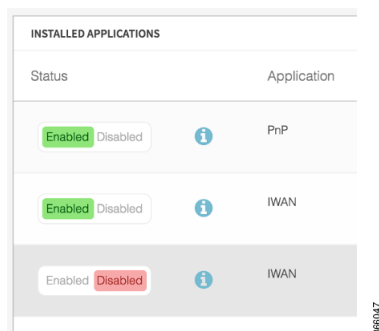 INSTALLED APPLICATIONS
Status Application
Enabled Disabled PnP
Enabled Disabled IWAN
Enabled Disabled IWAN
366047